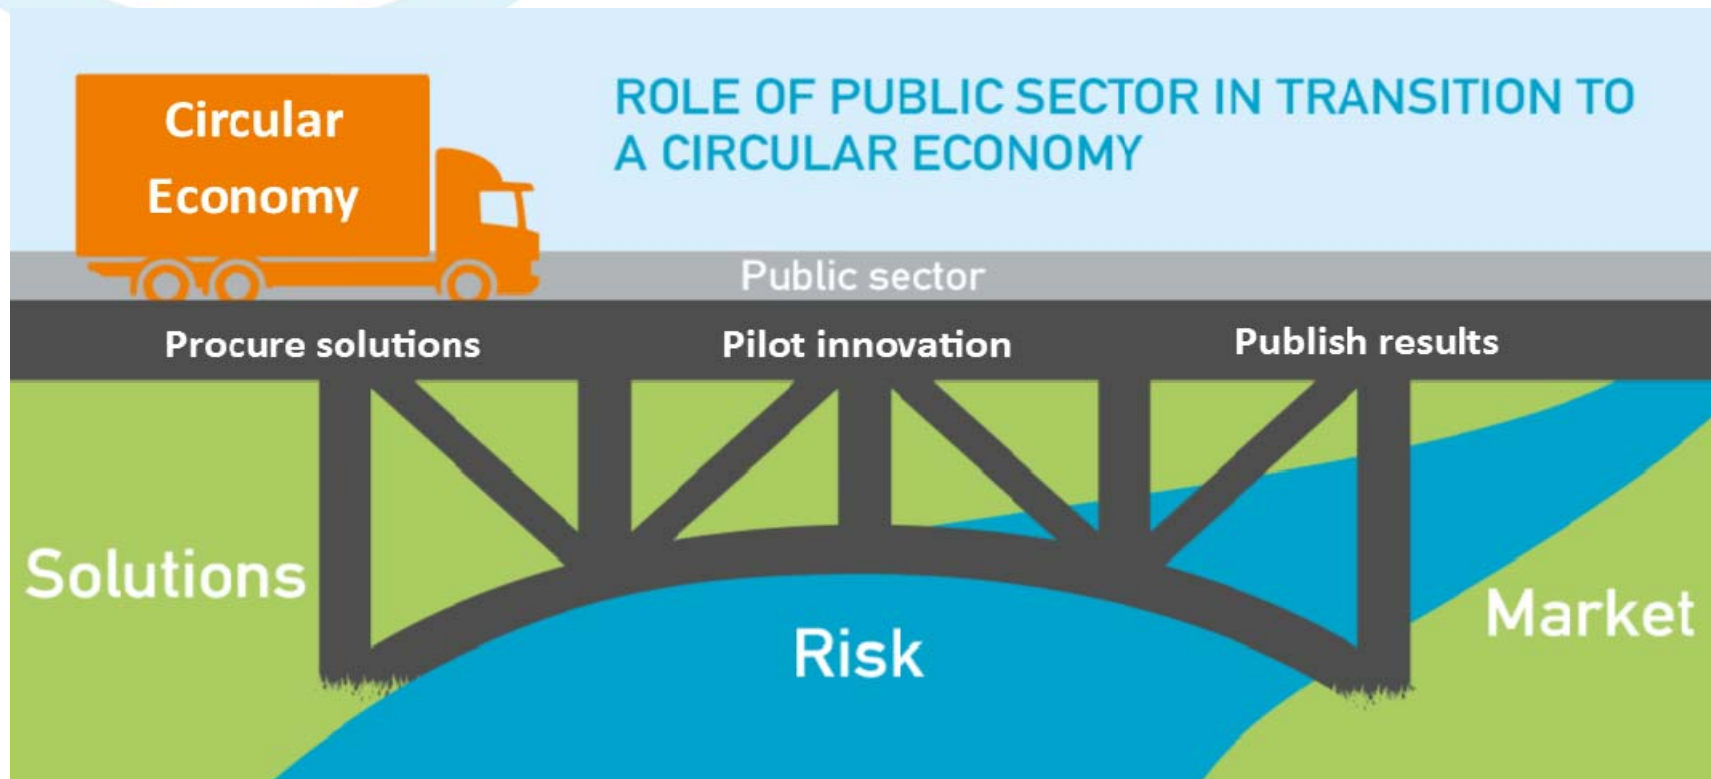 Circular
Economy
ROLE OF PUBLIC SECTOR IN TRANSITION TO
A CIRCULAR ECONOMY
Public sector
Procure solutions
Pilot innovation
Publish results
Solutions
Risk
Market